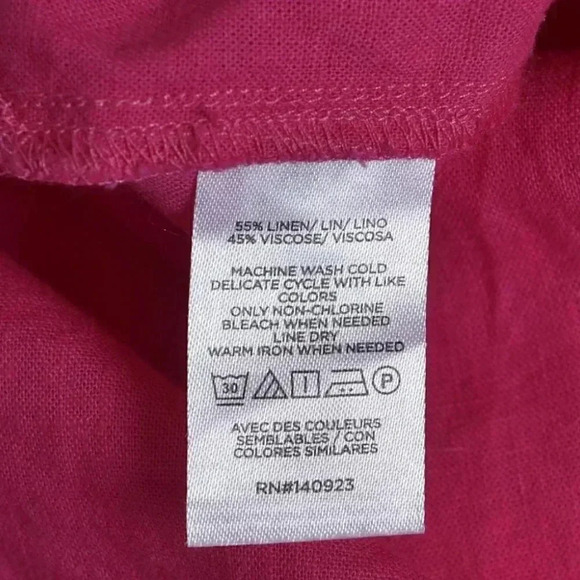 55% LINEN/ LIN/ LINO
45% VISCOSE/ VISCOSA
MACHINE WASH COLD
DELICATE CYCLE WITH LIKE
COLORS
ONLY NON-CHLORINE
BLEACH WHEN NEEDED
LINE DRY
WARM IRON WHEN NEEDED
30 P
AVEC DES COULEURS
SEMBLABLES / CON
COLORES SIMILARES
RN#140923